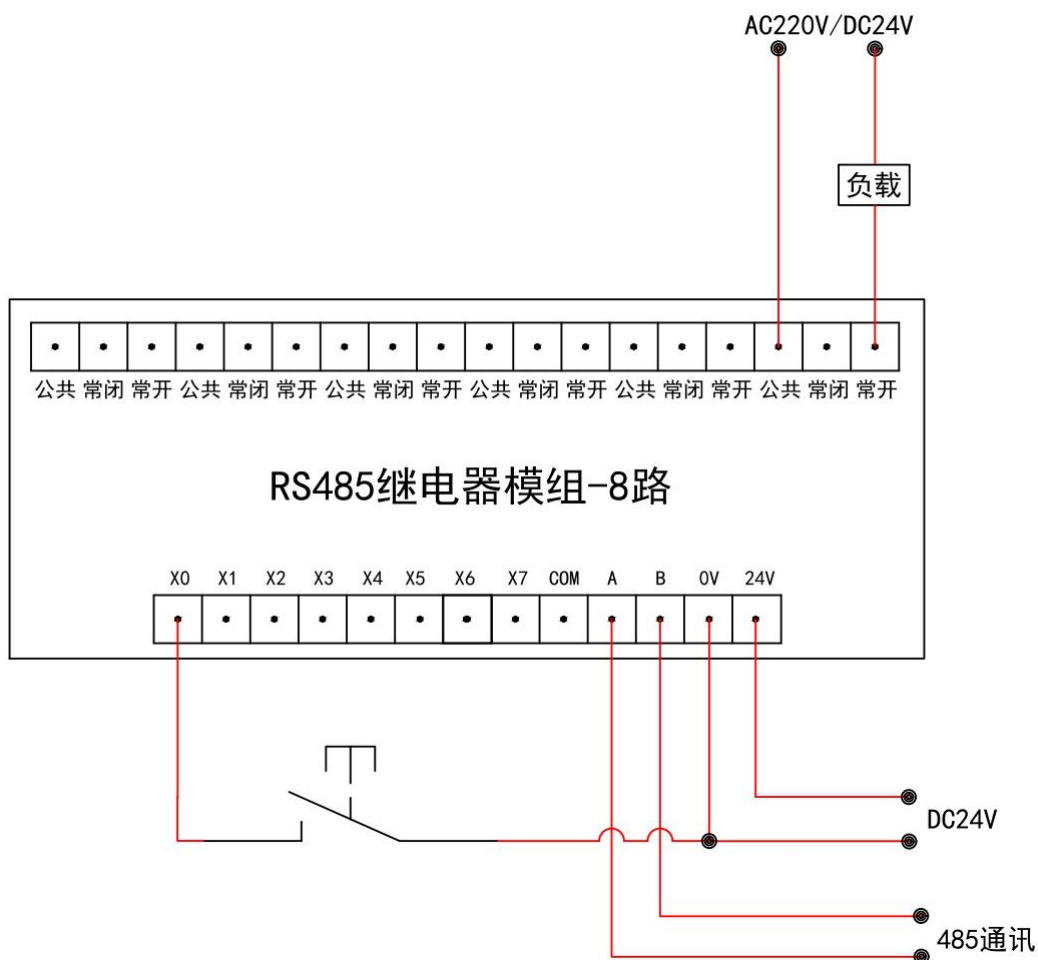 AC220V/DC24V
负载
公共 常闭 常开 公共 常闭 常开 公共 常闭 常开 公共 常闭 常开 公共 常闭 常开 公共 常闭 常开
RS485继电器模组-8路
X0 X1 X2 X3 X4 X5 X6 X7 COM A B 0V 24V
DC24V
485通讯